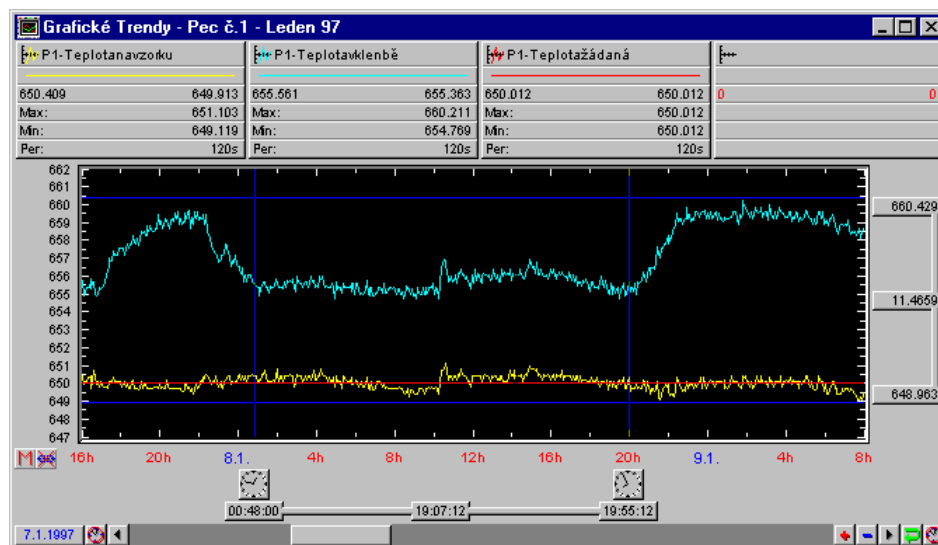 Grafické Trendy - Pec č.1 - Leden 97
P1-Teplotanavzorku P1-Teplotavklenbě P1-Teplotažádaná
650.409 649.913 655.561 655.363 650.012 650.012 0 0
Max: 651.103 Max: 660.211 Max: 650.012
Min: 649.119 Min: 654.769 Min: 650.012
Per: 120s Per: 120s Per: 120s
662
661
660
659
658
657
656
655
654
653
652
651
650
649
648
647
660.429
11.4659
648.963
M 16h 20h 8.1. 4h 8h 12h 16h 20h 9.1. 4h 8h
00:48:00 19:07:12 19:55:12
7.1.1997